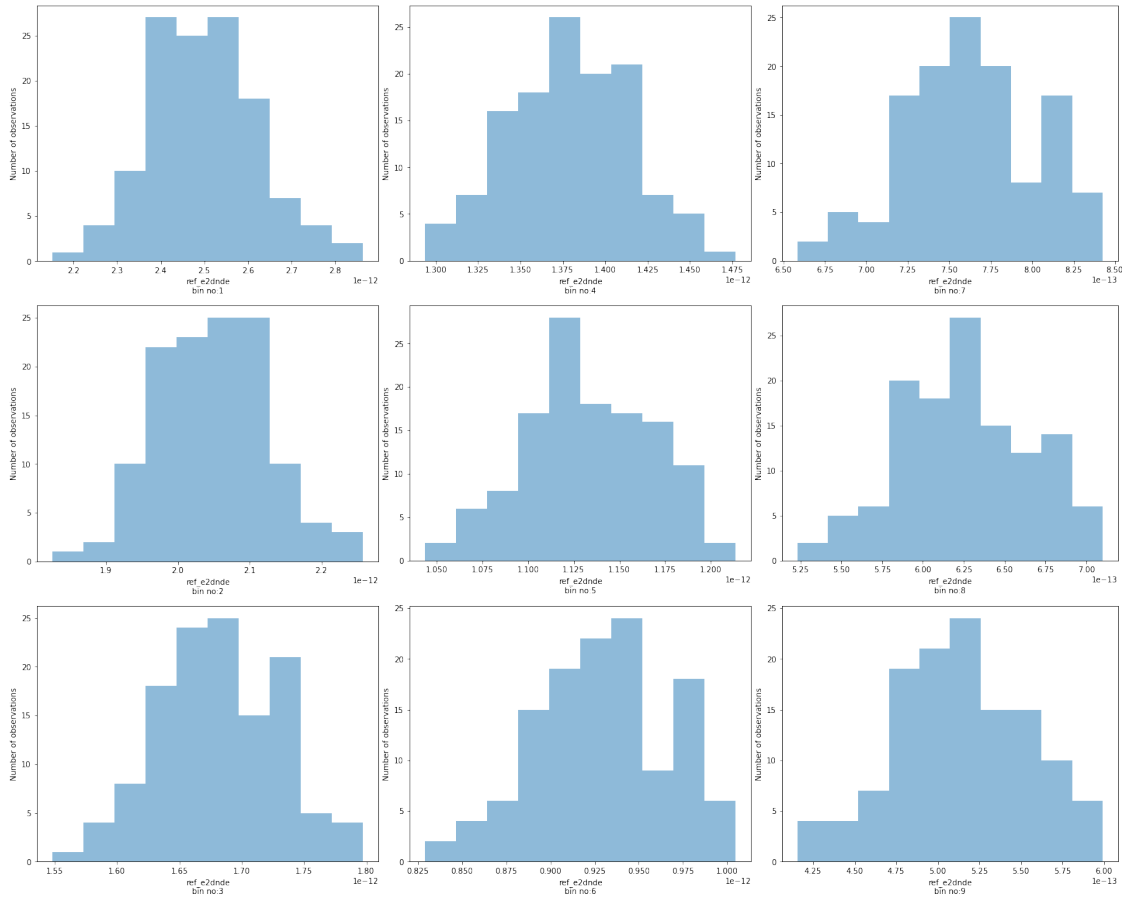 Number of observations
25
20
15
10
5
0
2.2 2.3 2.4 2.5 2.6 2.7 2.8
1e−12
ref_e2dnde
bin no:1
Number of observations
25
20
15
10
5
0
1.300 1.325 1.350 1.375 1.400 1.425 1.450 1.475
1e−12
ref_e2dnde
bin no:4
Number of observations
25
20
15
10
5
0
6.50 6.75 7.00 7.25 7.50 7.75 8.00 8.25 8.50
1e−13
ref_e2dnde
bin no:7
Number of observations
25
20
15
10
5
0
1.9 2.0 2.1 2.2
1e−12
ref_e2dnde
bin no:2
Number of observations
25
20
15
10
5
0
1.050 1.075 1.100 1.125 1.150 1.175 1.200
1e−12
ref_e2dnde
bin no 5
Number of observations
25
20
15
10
5
0
5.25 5.50 5.75 6.00 6.25 6.50 6.75 7.00
1e−13
ref_e2dnde
bin no:8
Number of observations
25
20
15
10
5
0
1.55 1.60 1.65 1.70 1.75 1.80
1e−12
ref_e2dnde
bin no:3
Number of observations
25
20
15
10
5
0
0.825 0.850 0.875 0.900 0.925 0.950 0.975 1.000
1e−12
ref_e2dnde
bin no:6
Number of observations
25
20
15
10
5
0
4.25 4.50 4.75 5.00 5.25 5.50 5.75 6.00
1e−13
ref_e2dnde
bin no:9